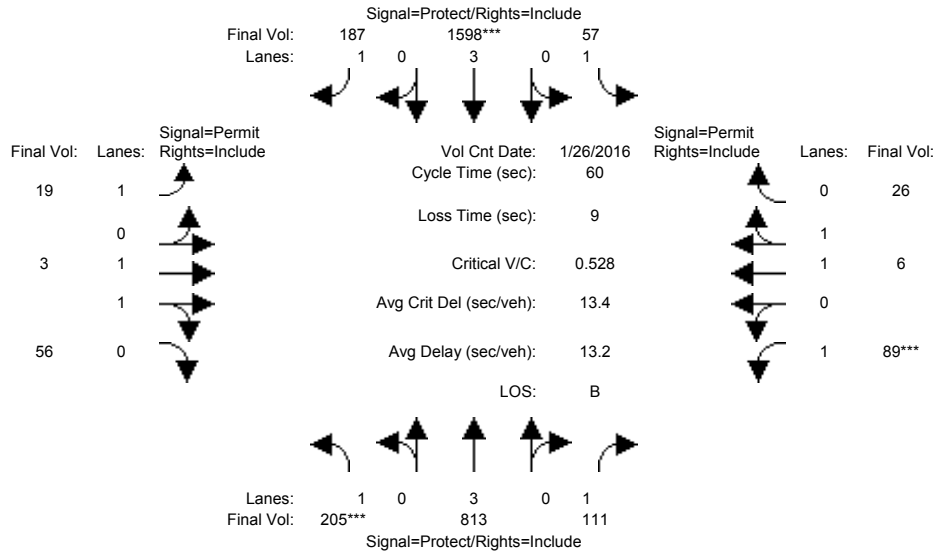 Signal=Protect/Rights=Include
Final Vol: 187 1598*** 57
Lanes: 1 0 3 0 1
Signal=Permit Signal=Permit
Final Vol: Lanes: Rights=Include Vol Cnt Date: 1/26/2016 Rights=Include Lanes: Final Vol:
Cycle Time (sec): 60
19 1 0 26
Loss Time (sec): 9
0 1
3 1 Critical V/C: 0.528 1 6
1 Avg Crit Del (sec/veh): 13.4 0
56 0 Avg Delay (sec/veh): 13.2 1 89***
LOS: B
Lanes: 1 0 3 0 1
Final Vol: 205*** 813 111
Signal=Protect/Rights=Include